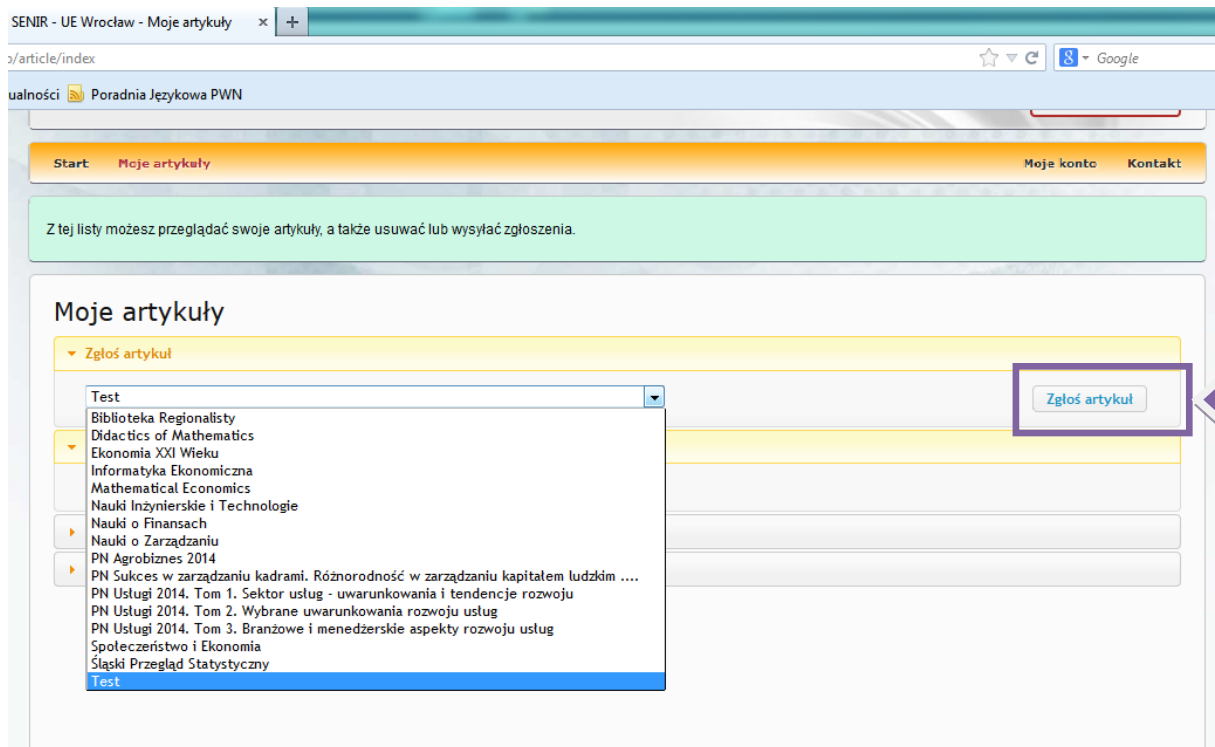 SENIR - UE Wrocław - Moje artykuły × +
o/article/index
8 Google
ualności Poradnia Językowa PWN
Start Moje artykuły Moje konto Kontakt
Z tej listy możesz przeglądać swoje artykuły, a także usuwać lub wysyłać zgłoszenia.
Moje artykuły
Zgłoś artykuł
Test
Zgłoś artykuł
Biblioteka Regionalisty
Didactics of Mathematics
Ekonomia XXI Wieku
Informatyka Ekonomiczna
Mathematical Economics
Nauki Inżynierskie i Technologie
Nauki o Finansach
Nauki o Zarządzaniu
PN Agrobiznes 2014
PN Sukces w zarządzaniu kadrami. Różnorodność w zarządzaniu kapitałem ludzkim ....
PN Usługi 2014. Tom 1. Sektor usług - uwarunkowania i tendencje rozwoju
PN Usługi 2014. Tom 2. Wybrane uwarunkowania rozwoju usług
PN Usługi 2014. Tom 3. Branżowe i menedżerskie aspekty rozwoju usług
Społeczeństwo i Ekonomia
Śląski Przegląd Statystyczny
Test